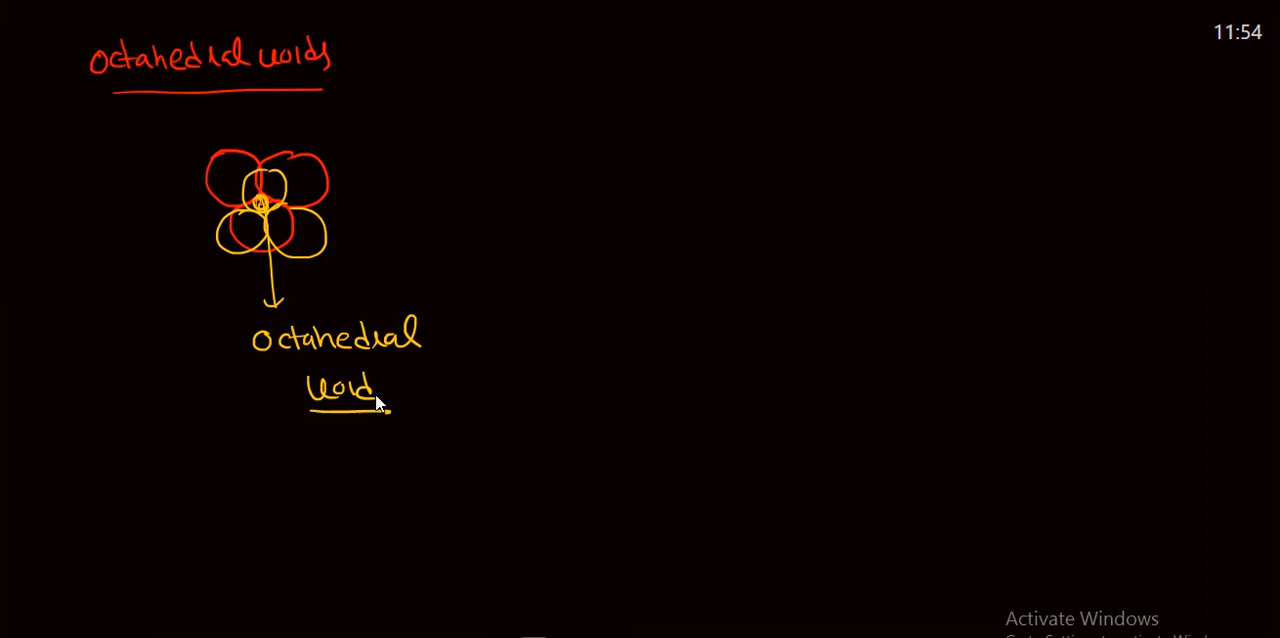 11:54
Octahedral voids
Octahedral
void
Activate Windows